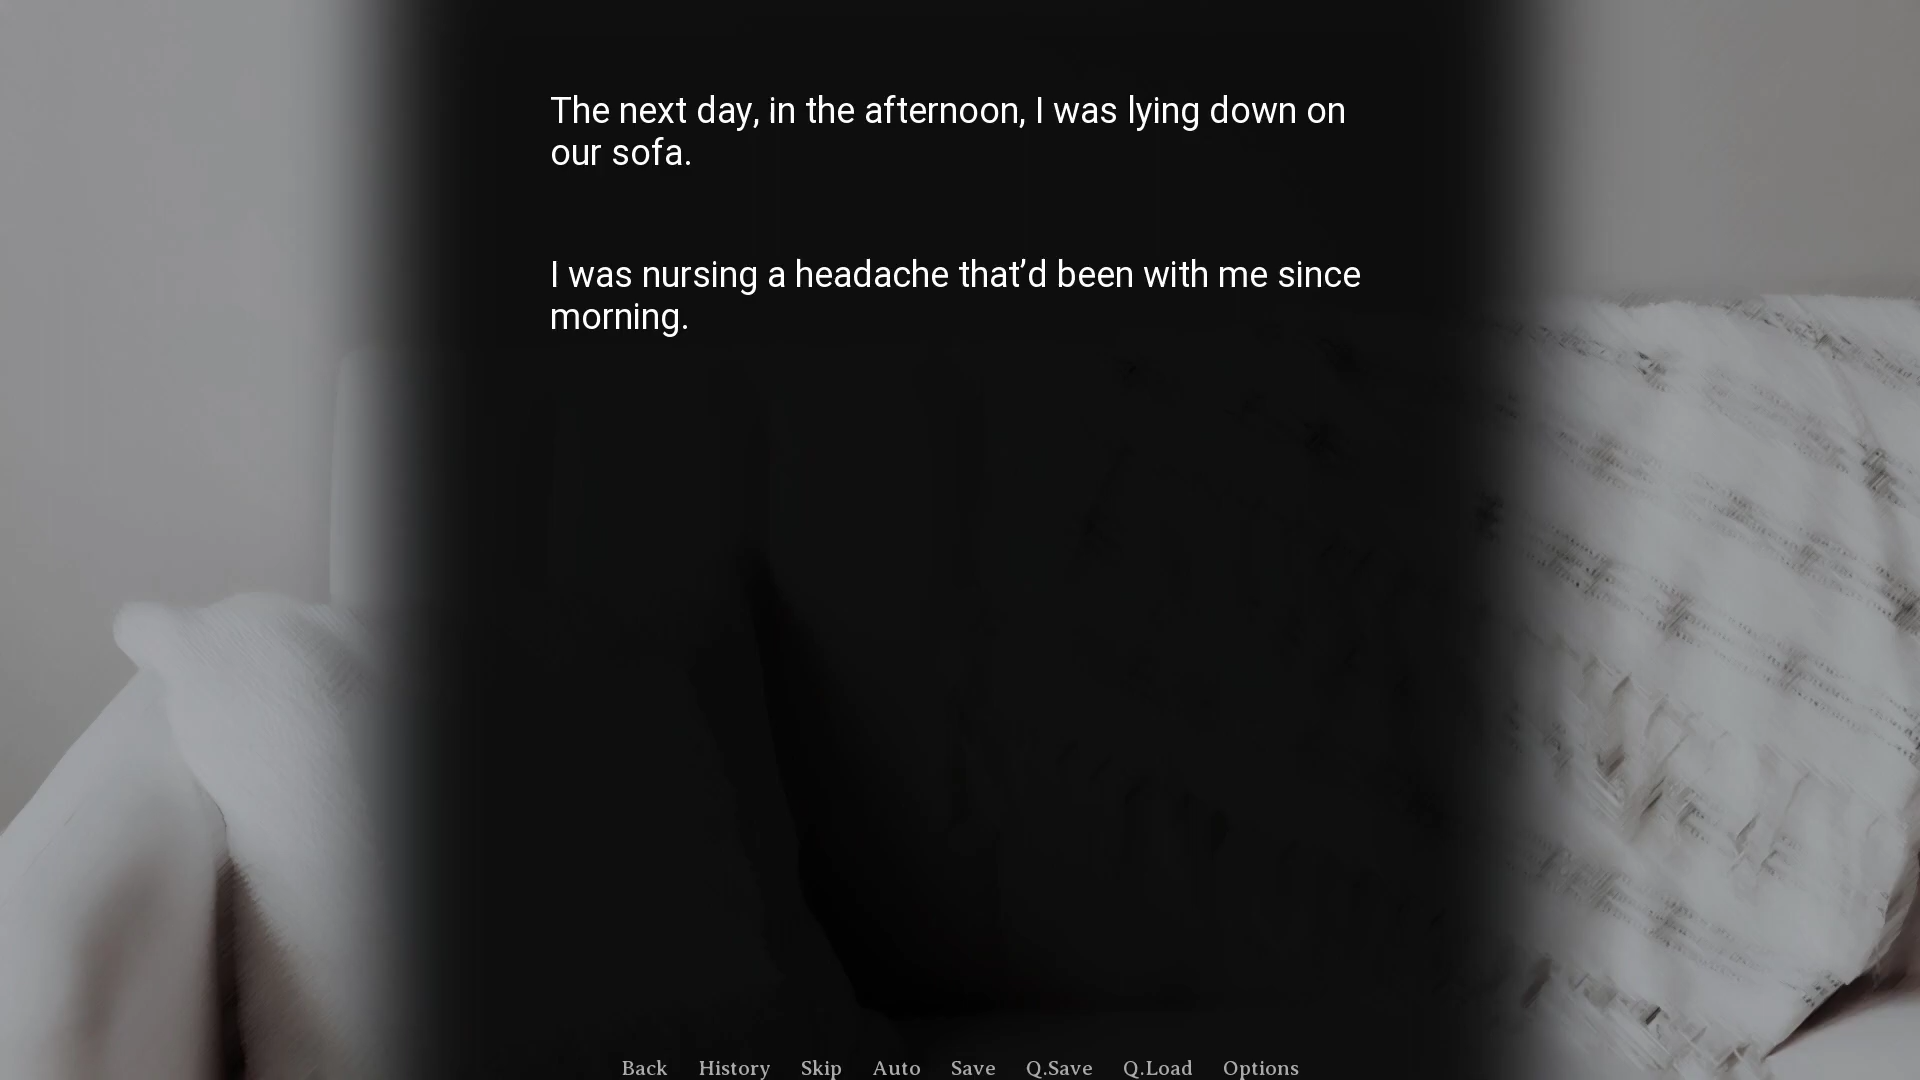 The next day, in the afternoon, I was lying down on
our sofa.
I was nursing a headache that’d been with me since
morning.
Back History Skip Auto Save Q.Save Q.Load Options